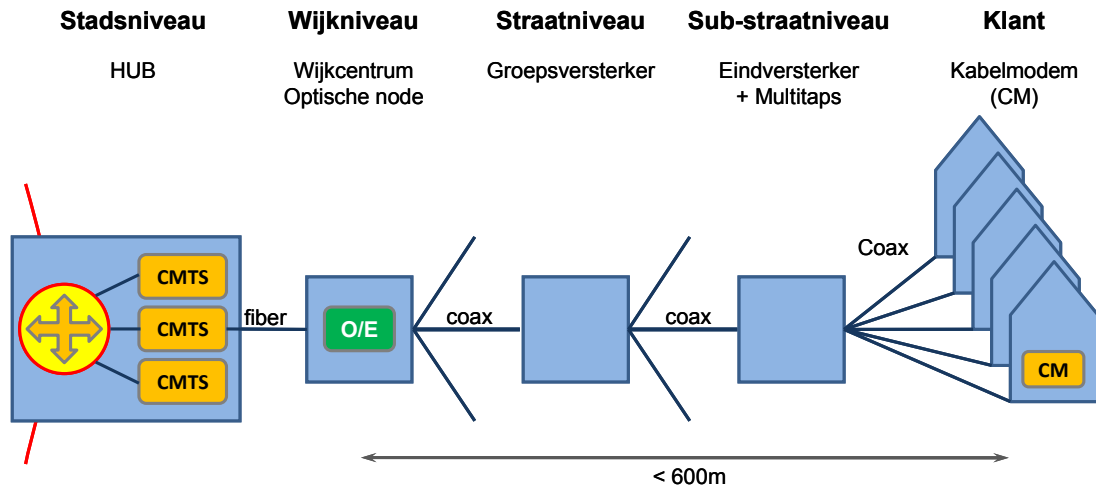 Stadsniveau
Wijkniveau
Straatniveau
Sub-straatniveau
Klant
HUB
Wijkcentrum
Optische node
Groepsversterker
Eindversterker
+ Multitaps
Kabelmodem
(CM)
Coax
CMTS
CMTS
CMTS
fiber
O/E
coax
coax
CM
< 600m